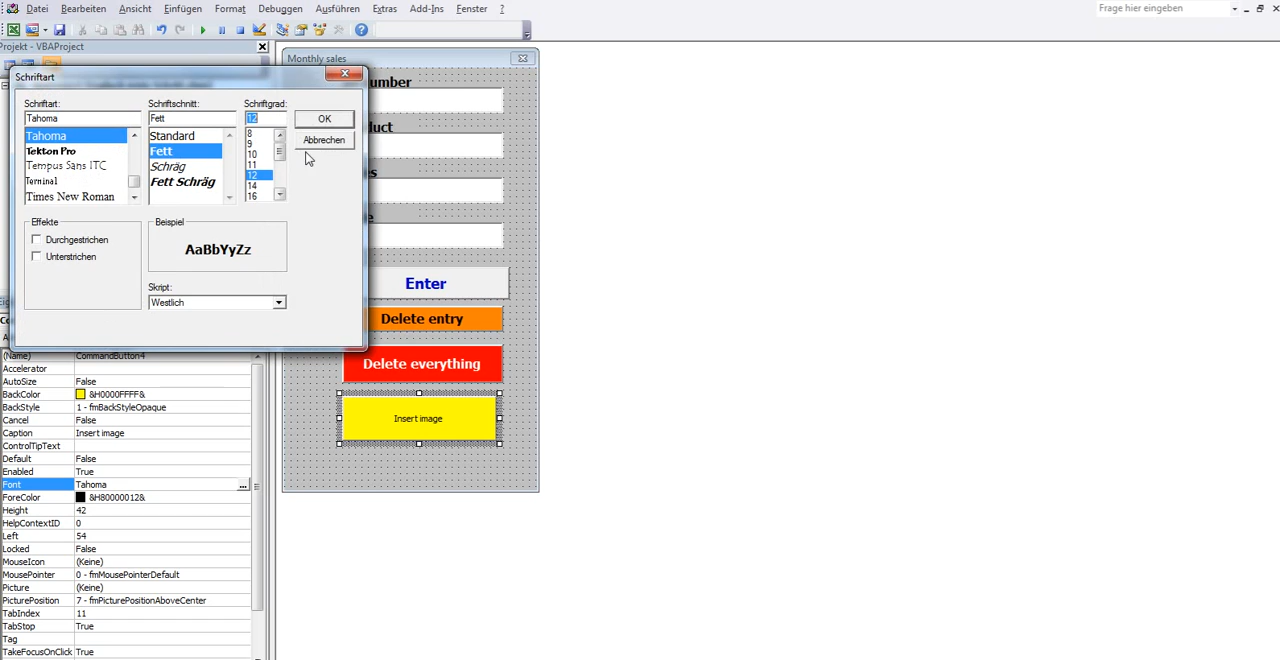 Datei Bearbeiten Ansicht Einfügen Format Debuggen Ausführen Extras Add-Ins Fenster ? Frage hier eingeben
Projekt - VBAProject
Monthly sales
Schriftart
Schriftart: Schriftschnitt: Schriftgrad:
Tahoma Fett 12 OK
Abbrechen
Tahoma
Tekton Pro
Tempus Sans ITC
Terminal
Times New Roman
Standard
Fett
Schräg
Fett Schräg
8
9
10
11
12
14
16
Effekte
Durchgestrichen
Unterstrichen
Beispiel
AaBbYyZz
Skript:
Westlich
umber
uct
Enter
Delete entry
Delete everything
Insert image
(Name) CommandButton4
Accelerator
AutoSize False
BackColor &H0000FFFF&
BackStyle 1 - fmBackStyleOpaque
Cancel False
Caption Insert image
ControlTipText
Default False
Enabled True
Font Tahoma ...
ForeColor &H80000012&
Height 42
HelpContextID 0
Left 54
Locked False
MouseIcon (Keine)
MousePointer 0 - fmMousePointerDefault
Picture (Keine)
PicturePosition 7 - fmPicturePositionAboveCenter
TabIndex 11
TabStop True
Tag
TakeFocusOnClick True